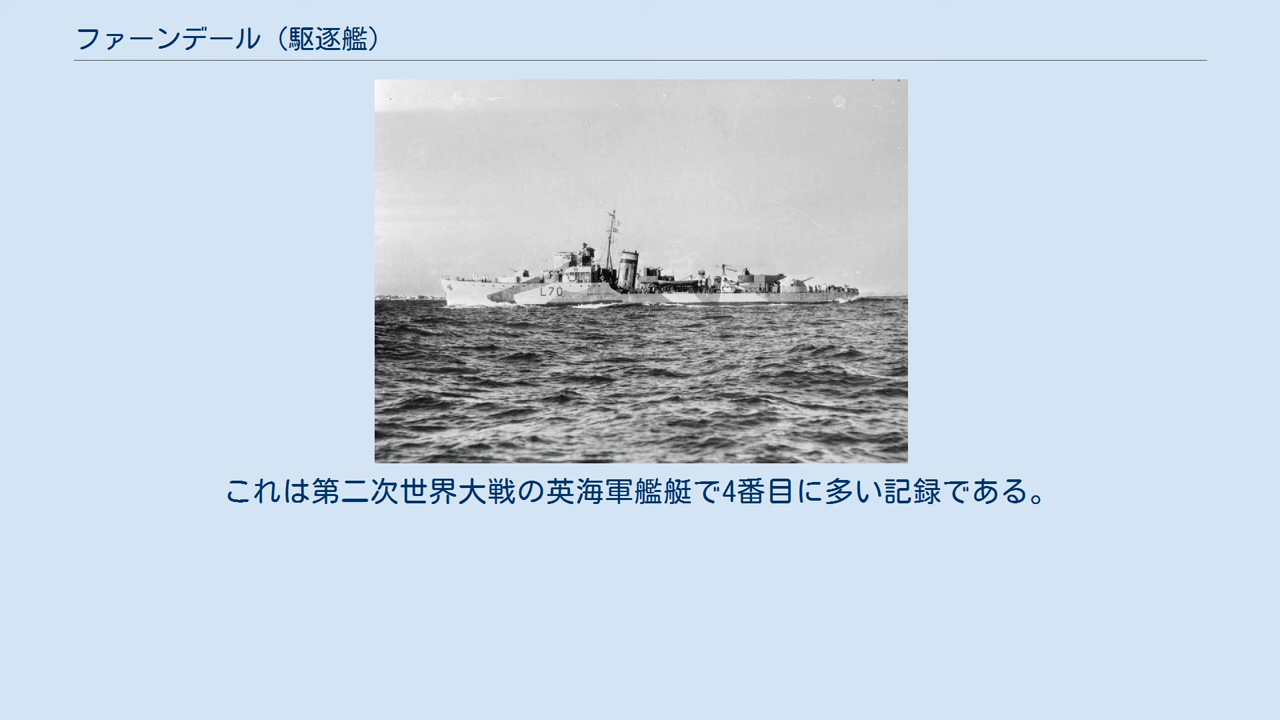 ファーンデール（駆逐艦）
L70
これは第二次世界大戦の英海軍艦艇で4番目に多い記録である。